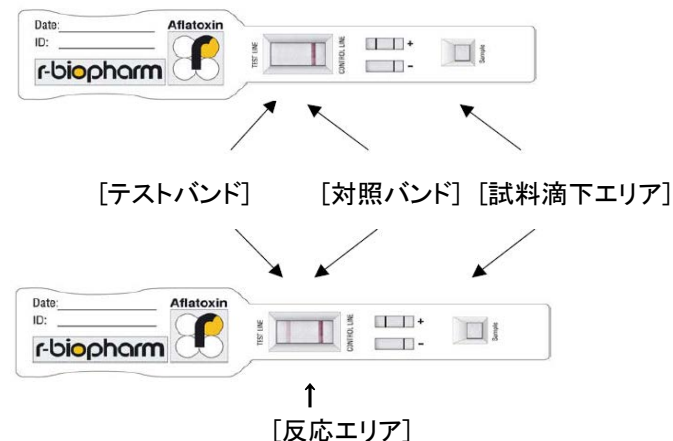 Date:
Aflatoxin
ID:
r-biopharm
TEST LINE
CONTROL LINE
+
-
Sample
[テストバンド]
[対照バンド]
[試料滴下エリア]
Date:
Aflatoxin
ID:
r-biopharm
TEST LINE
CONTROL LINE
+
-
Sample
↑
[反応エリア]